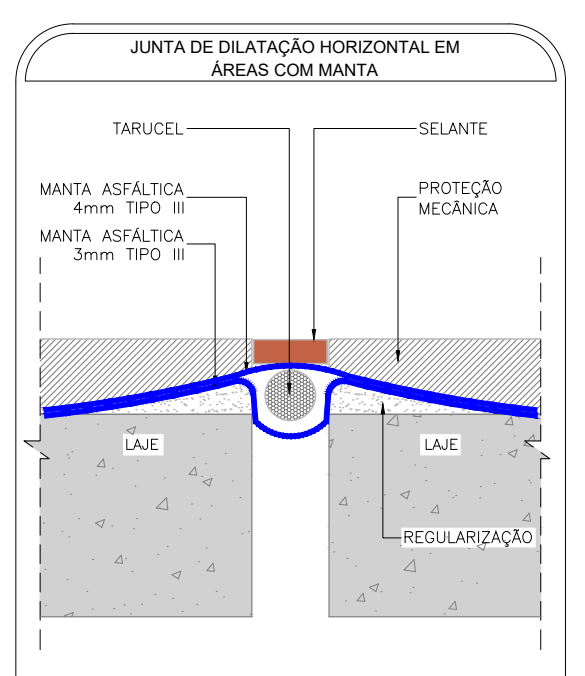 JUNTA DE DILATAÇÃO HORIZONTAL EM
ÁREAS COM MANTA
TARUCEL
SELANTE
MANTA ASFÁLTICA
4mm TIPO III
PROTEÇÃO
MECÂNICA
MANTA ASFÁLTICA
3mm TIPO III
LAJE
LAJE
REGULARIZAÇÃO